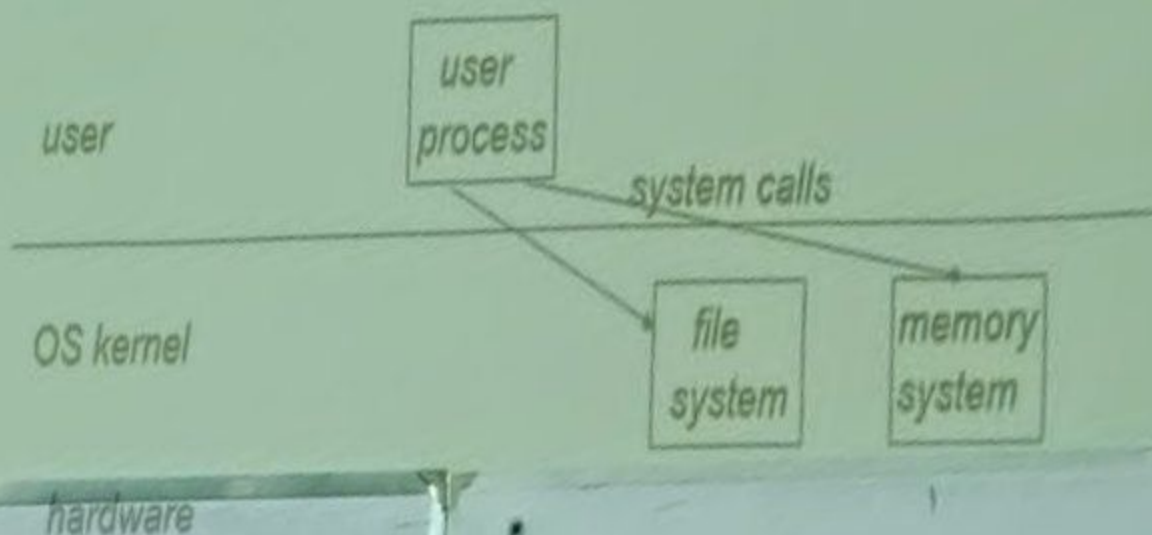 user
process
user
system calls
OS kernel
file
system
memory
system
hardware